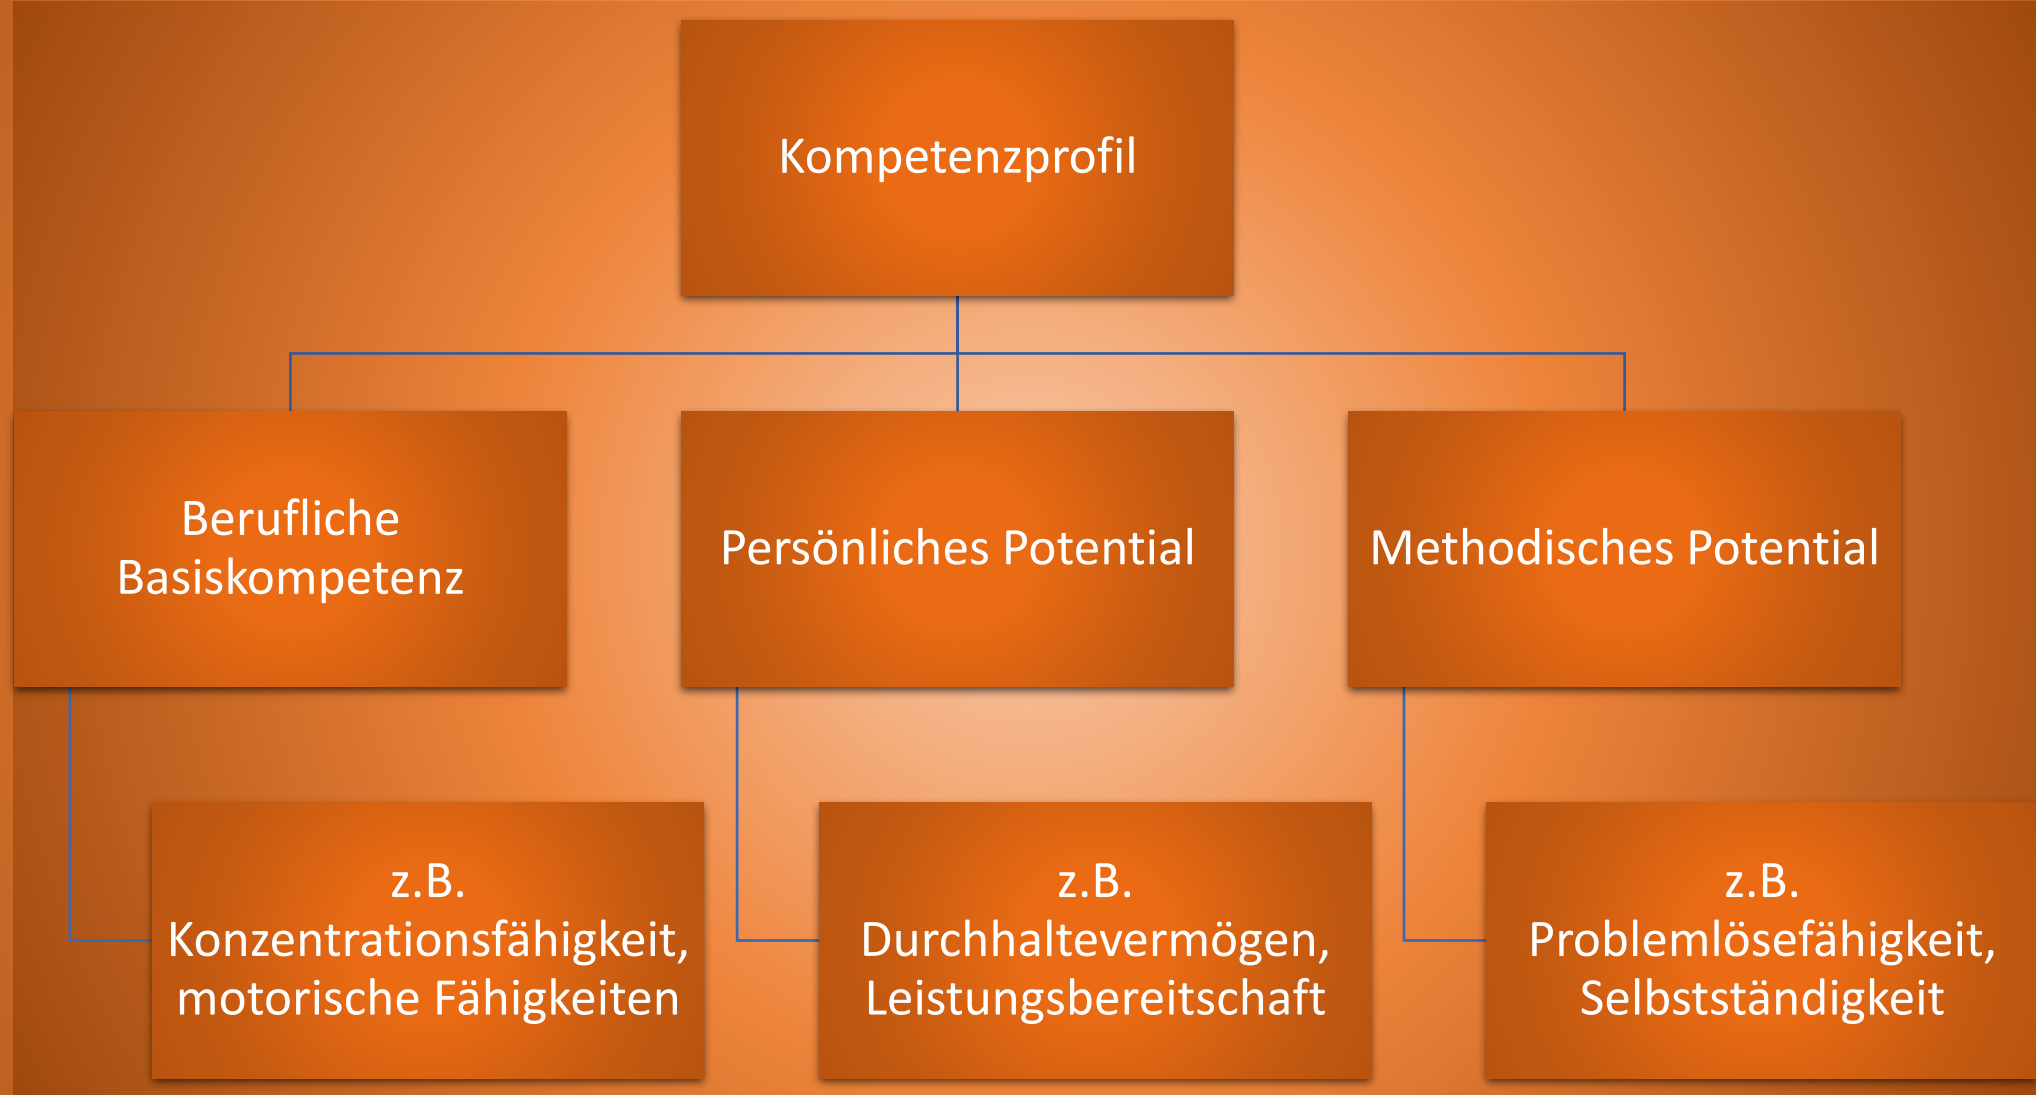 Kompetenzprofil
Berufliche
Basiskompetenz
Persönliches Potential
Methodisches Potential
z.B.
Konzentrationsfähigkeit,
motorische Fähigkeiten
z.B.
Durchhaltevermögen,
Leistungsbereitschaft
z.B.
Problemlösefähigkeit,
Selbstständigkeit